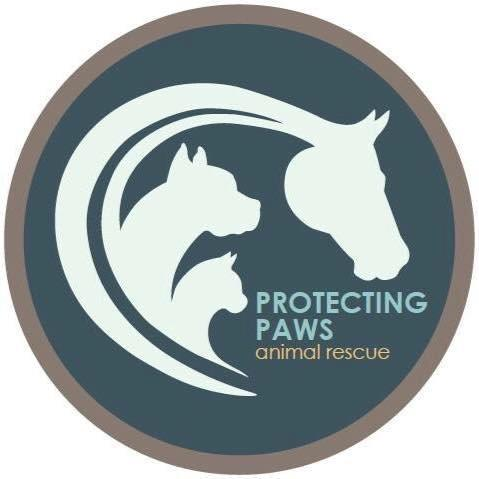 PROTECTING
PAWS
animal rescue